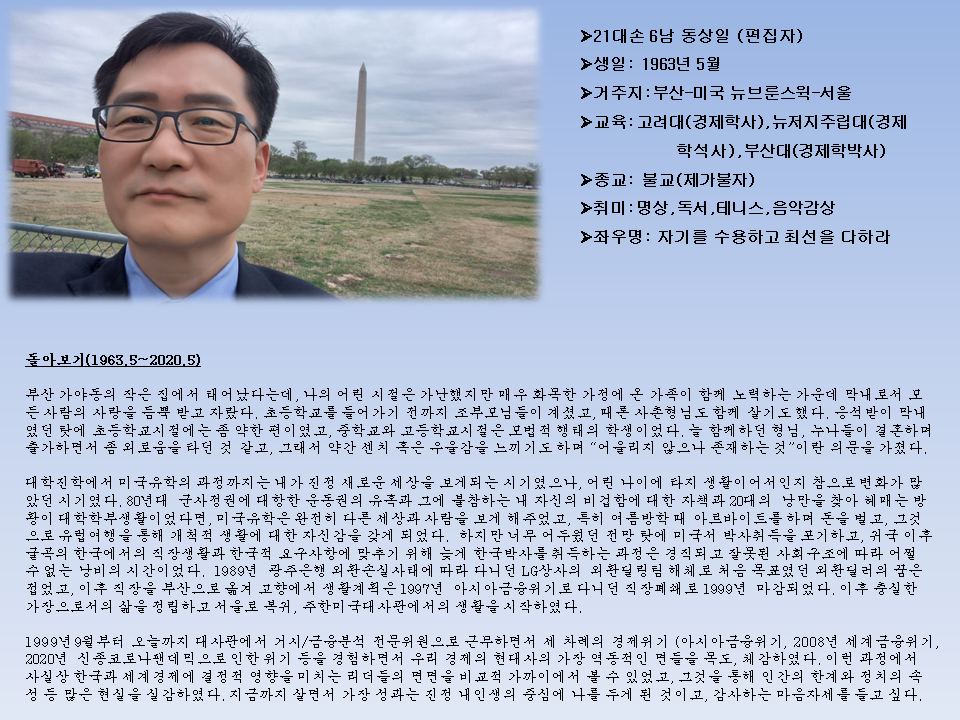 ➢21대손 6남 동상일 (편집자)
➢생일: 1963년 5월
➢거주지:부산-미국 뉴브룬스윜-서울
➢교육:고려대(경제학사),뉴저지주립대(경제
학석사),부산대(경제학박사)
➢종교: 불교(제가불자)
➢취미:명상,독서,테니스,음악감상
➢좌우명: 자기를 수용하고 최선을 다하라
돌아보기(1963.5~2020.5)
부산 가야동의 작은 집에서 태어났다는데, 나의 어린 시절은 가난했지만 매우 화목한 가정에 온 가족이 함께 노력하는 가운데 막내로서 모
든 사람의 사랑을 듬뿍 받고 자랐다. 초등학교를 들어가기 전까지 조부모님들이 계셨고, 때론 사촌형님도 함께 살기도 했다. 응석받이 막내
였던 탓에 초등학교시절에는 좀 약한 편이였고, 중학교와 고등학교시절은 모범적 행태의 학생이었다. 늘 함께하던 형님, 누나들이 결혼하며
출가하면서 좀 외로움을 타던 것 같고, 그래서 약간 센치 혹은 우울감을 느끼기도 하며 “어울리지 않으나 존재하는 것”이란 의문을 가졌다.
대학진학에서 미국유학의 과정까지는 내가 진정 새로운 세상을 보게되는 시기였으나, 어린 나이에 타지 생활이어서인지 참으로 변화가 많
았던 시기였다. 80년대 군사정권에 대항한 운동권의 유혹과 그에 불참하는 내 자신의 비겁함에 대한 자책과 20대의 낭만을 찾아 헤매는 방
황이 대학학부생활이었다면, 미국유학은 완전히 다른 세상과 사람을 보게 해주었고, 특히 여름방학 때 아르바이트를 하며 돈을 벌고, 그것
으로 유럽여행을 통해 개척적 생활에 대한 자신감을 갖게 되었다. 하지만 너무 어두웠던 전망 탓에 미국서 박사취득을 포기하고, 귀국 이후
굴곡의 한국에서의 직장생활과 한국적 요구사항에 맞추기 위해 늦게 한국박사를 취득하는 과정은 경직되고 잘못된 사회구조에 따라 어쩔
수 없는 낭비의 시간이었다. 1989년 광주은행 외환손실사태에 따라 다니던 LG상사의 외환딜링팀 해체로 처음 목표였던 외환딜러의 꿈은
접었고, 이후 직장을 부산으로 옮겨 고향에서 생활계획은 1997년 아시아금융위기로 다니던 직장폐쇄로 1999년 마감되었다. 이후 충실한
가장으로서의 삶을 정립하고 서울로 복귀, 주한미국대사관에서의 생활을 시작하였다.
1999년 9월부터 오늘까지 대사관에서 거시/금융분석 전문위원으로 근무하면서 세 차례의 경제위기 (아시아금융위기, 2008년 세계금융위기,
2020년 신종코로나팬데믹으로인한 위기 등을 경험하면서 우리 경제의 현대사의 가장 역동적인 면들을 목도, 체감하였다. 이런 과정에서
사실상 한국과 세계경제에 결정적 영향을 미치는 리더들의 면면을 비교적 가까이에서 볼 수 있었고, 그것을 통해 인간의 한계와 정치의 속
성 등 많은 현실을 실감하였다. 지금까지 살면서 가장 성과는 진정 내인생의 중심에 나를 두게 된 것이고, 감사하는 마음자세를 들고 싶다.